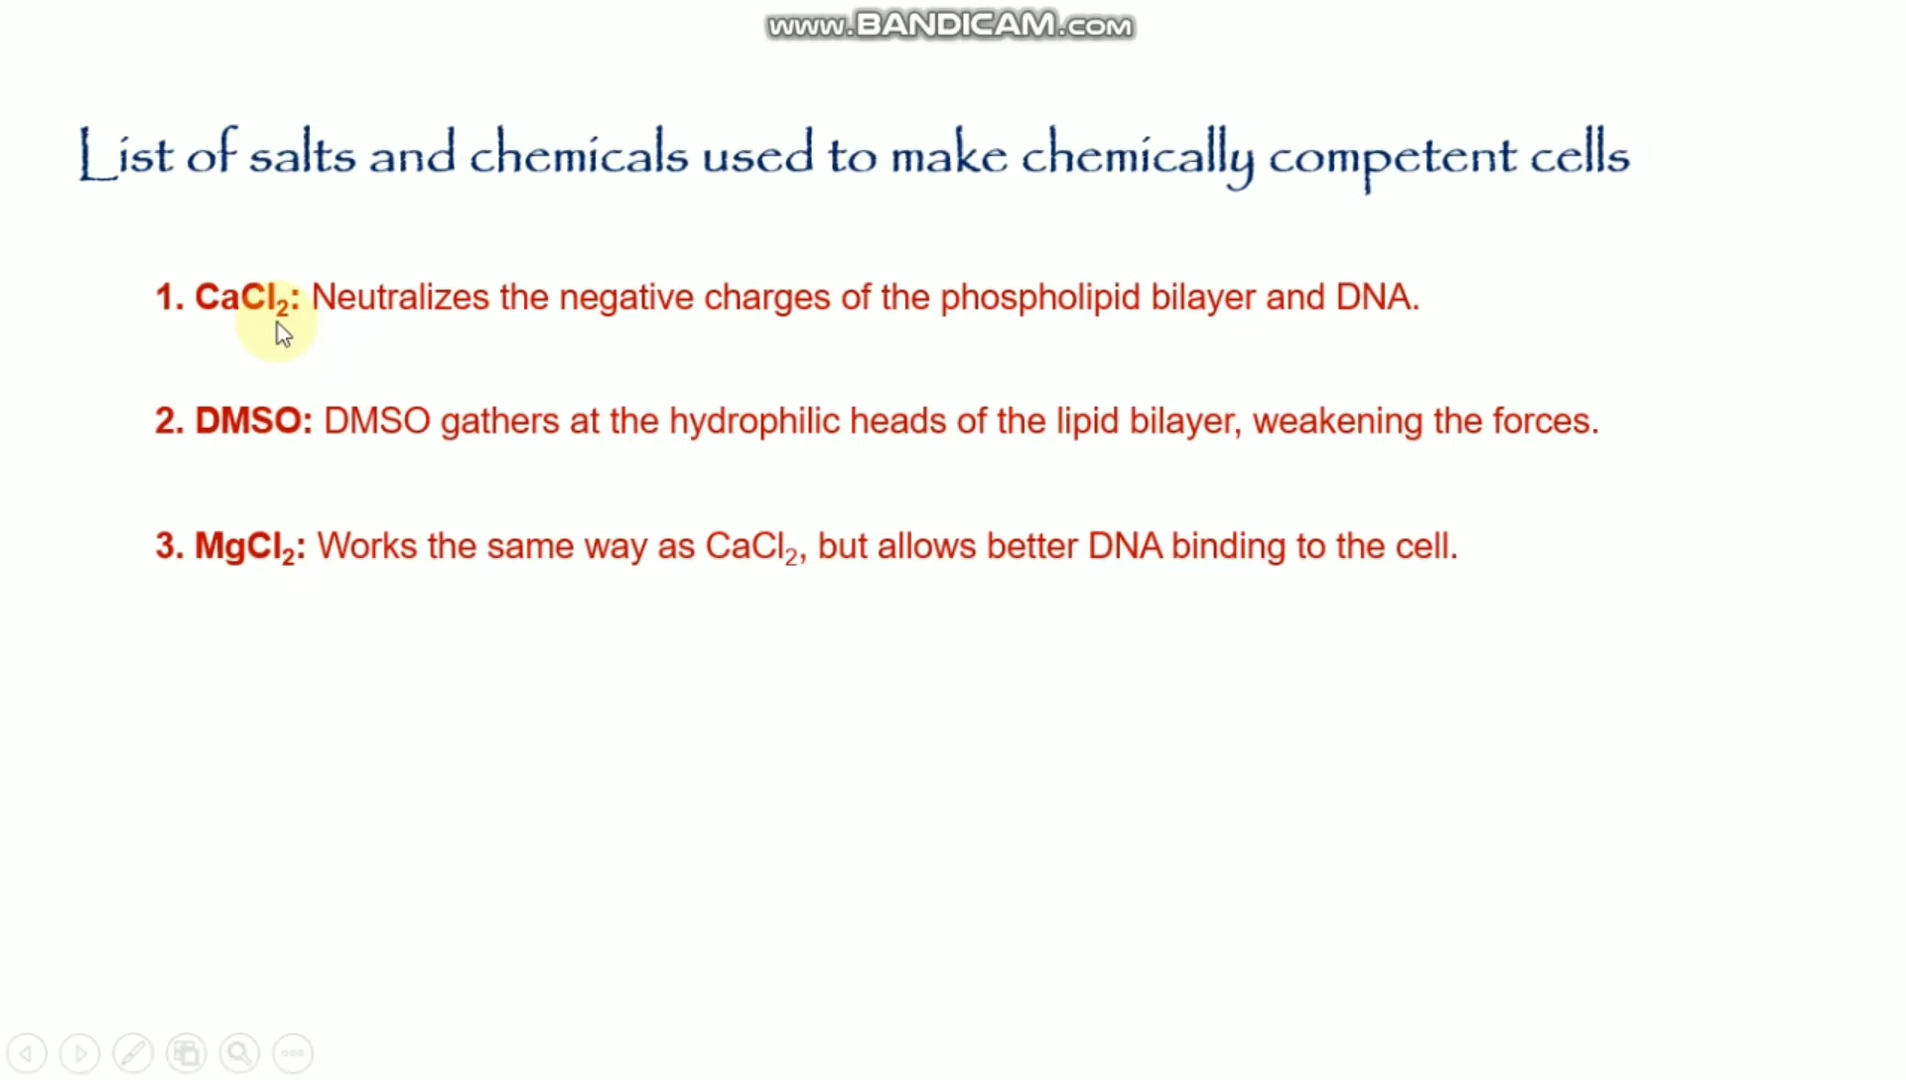 www.BANDICAM.com
List of salts and chemicals used to make chemically competent cells
1. CaCl₂: Neutralizes the negative charges of the phospholipid bilayer and DNA.
2. DMSO: DMSO gathers at the hydrophilic heads of the lipid bilayer, weakening the forces.
3. MgCl₂: Works the same way as CaCl₂, but allows better DNA binding to the cell.